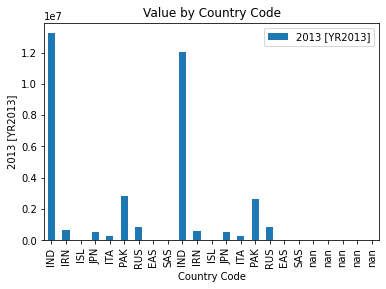 Value by Country Code
1e7
2013 [YR2013]
1.2
1.0
0.8
0.6
0.4
0.2
0.0
2013 [YR2013]
IND IRN ISL JPN ITA PAK RUS EAS SAS IND IRN ISL JPN ITA PAK RUS EAS SAS nan nan nan nan nan
Country Code